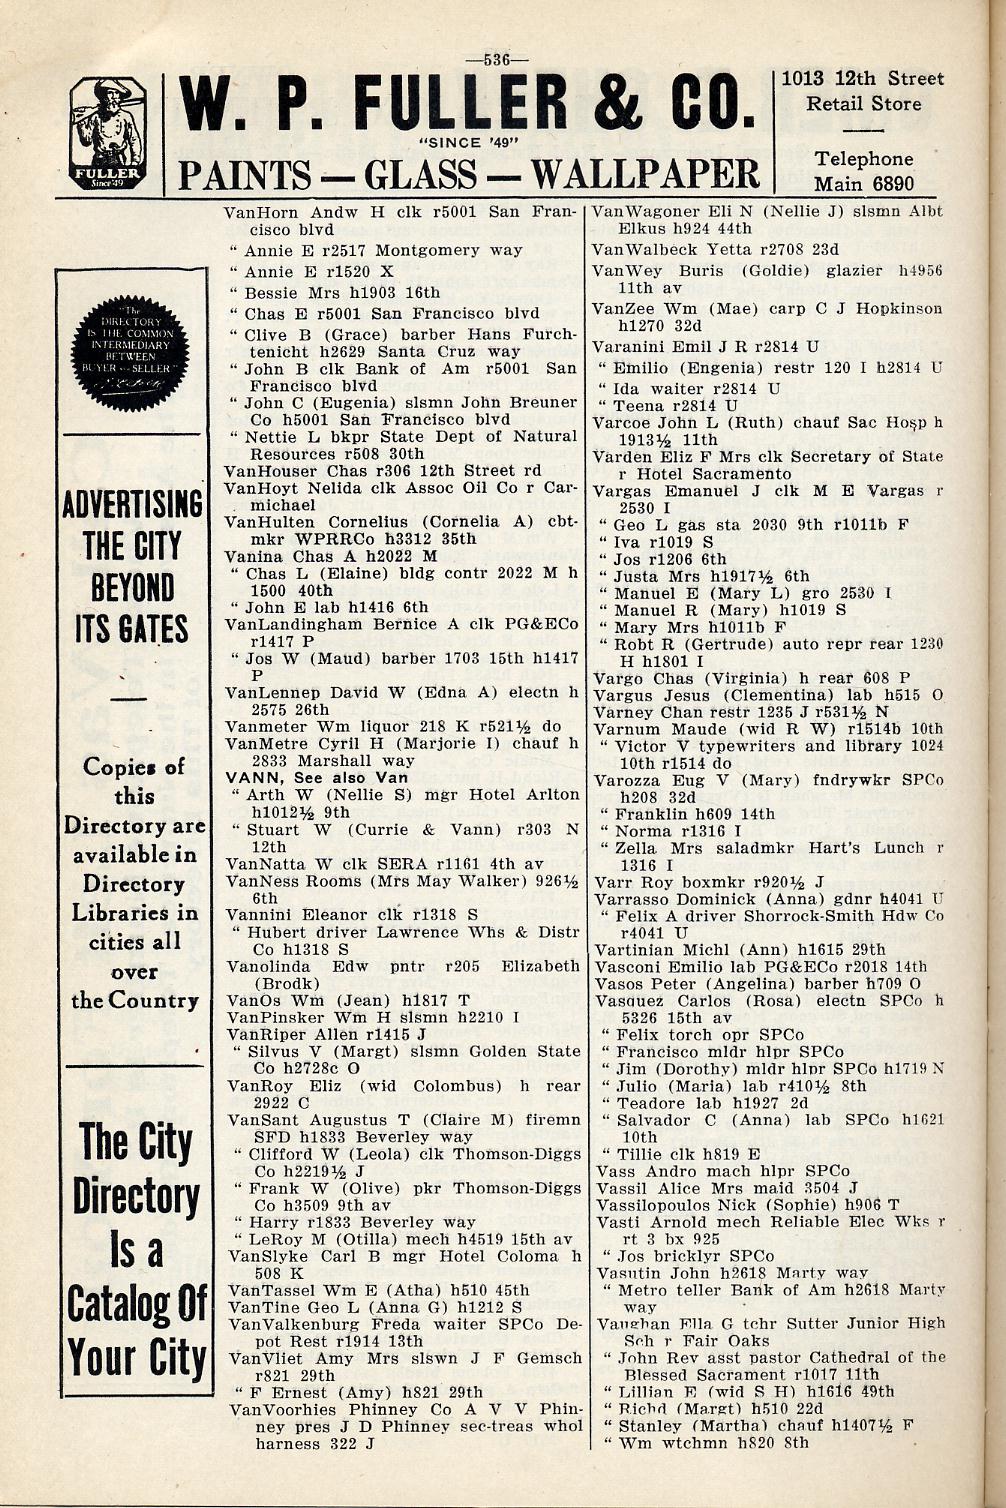 —536—
FULLER
Since '49
W. P. FULLER & CO.
"SINCE '49"
PAINTS — GLASS — WALLPAPER
1013 12th Street
Retail Store
Telephone
Main 6890
"The
DIRECTORY
IS THE COMMON
INTERMEDIARY
BETWEEN
BUYER and SELLER"
ADVERTISING
THE CITY
BEYOND
ITS GATES
Copies of
this
Directory are
available in
Directory
Libraries in
cities all
over
the Country
The City
Directory
Is a
Catalog Of
Your City
VanHorn Andw H clk r5001 San Fran-
cisco blvd
" Annie E r2517 Montgomery way
" Annie E r1520 X
" Bessie Mrs h1903 16th
" Chas E r5001 San Francisco blvd
" Clive B (Grace) barber Hans Furch-
tenicht h2629 Santa Cruz way
" John B clk Bank of Am r5001 San
Francisco blvd
" John C (Eugenia) slsmn John Breuner
Co h5001 San Francisco blvd
" Nettie L bkpr State Dept of Natural
Resources r508 30th
VanHouser Chas r306 12th Street rd
VanHoyt Nelida clk Assoc Oil Co r Car-
michael
VanHulten Cornelius (Cornelia A) cbt-
mkr WPRRCo h3312 35th
Vanina Chas A h2022 M
" Chas L (Elaine) bldg contr 2022 M h
1500 40th
" John E lab h1416 6th
VanLandingham Bernice A clk PG&ECo
r1417 P
" Jos W (Maud) barber 1703 15th h1417
P
VanLennep David W (Edna A) electn h
2575 26th
Vanmeter Wm liquor 218 K r521½ do
VanMetre Cyril H (Marjorie I) chauf h
2833 Marshall way
VANN, See also Van
" Arth W (Nellie S) mgr Hotel Arlton
h1012½ 9th
" Stuart W (Currie & Vann) r303 N
12th
VanNatta W clk SERA r1161 4th av
VanNess Rooms (Mrs May Walker) 926½
6th
Vannini Eleanor clk r1318 S
" Hubert driver Lawrence Whs & Distr
Co h1318 S
Vanolinda Edw pntr r205 Elizabeth
(Brodk)
VanOs Wm (Jean) h1817 T
VanPinsker Wm H slsmn h2210 I
VanRiper Allen r1415 J
" Silvus V (Margt) slsmn Golden State
Co h2728c O
VanRoy Eliz (wid Colombus) h rear
2922 C
VanSant Augustus T (Claire M) firemn
SFD h1833 Beverley way
" Clifford W (Leola) clk Thomson-Diggs
Co h2219½ J
" Frank W (Olive) pkr Thomson-Diggs
Co h3509 9th av
" Harry r1833 Beverley way
" LeRoy M (Otilla) mech h4519 15th av
VanSlyke Carl B mgr Hotel Coloma h
508 K
VanTassel Wm E (Atha) h510 45th
VanTine Geo L (Anna G) h1212 S
VanValkenburg Freda waiter SPCo De-
pot Rest r1914 13th
VanVliet Amy Mrs slswn J F Gemsch
r821 29th
" F Ernest (Amy) h821 29th
VanVoorhies Phinney Co A V V Phin-
ney pres J D Phinney sec-treas whol
harness 322 J
VanWagoner Eli N (Nellie J) slsmn Albt
Elkus h924 44th
VanWalbeck Yetta r2708 23d
VanWey Buris (Goldie) glazier h4956
11th av
VanZee Wm (Mae) carp C J Hopkinson
h1270 32d
Varanini Emil J R r2814 U
" Emilio (Engenia) restr 120 I h2814 U
" Ida waiter r2814 U
" Teena r2814 U
Varcoe John L (Ruth) chauf Sac Hosp h
1913½ 11th
Varden Eliz F Mrs clk Secretary of State
r Hotel Sacramento
Vargas Emanuel J clk M E Vargas r
2530 I
" Geo L gas sta 2030 9th r1011b F
" Iva r1019 S
" Jos r1206 6th
" Justa Mrs h1917½ 6th
" Manuel E (Mary L) gro 2530 I
" Manuel R (Mary) h1019 S
" Mary Mrs h1011b F
" Robt R (Gertrude) auto repr rear 1230
H h1801 I
Vargo Chas (Virginia) h rear 608 P
Vargus Jesus (Clementina) lab h515 O
Varney Chan restr 1235 J r531½ N
Varnum Maude (wid R W) r1514b 10th
" Victor V typewriters and library 1024
10th r1514 do
Varozza Eug V (Mary) fndrywkr SPCo
h208 32d
" Franklin h609 14th
" Norma r1316 I
" Zella Mrs saladmkr Hart's Lunch r
1316 I
Varr Roy boxmkr r920½ J
Varrasso Dominick (Anna) gdnr h4041 U
" Felix A driver Shorrock-Smith Hdw Co
r4041 U
Vartinian Michl (Ann) h1615 29th
Vasconi Emilio lab PG&ECo r2018 14th
Vasos Peter (Angelina) barber h709 O
Vasquez Carlos (Rosa) electn SPCo h
5326 15th av
" Felix torch opr SPCo
" Francisco mldr hlpr SPCo
" Jim (Dorothy) mldr hlpr SPCo h1719 N
" Julio (Maria) lab r410½ 8th
" Teadore lab h1927 2d
" Salvador C (Anna) lab SPCo h1621
10th
" Tillie clk h819 E
Vass Andro mach hlpr SPCo
Vassil Alice Mrs maid 3504 J
Vassilopoulos Nick (Sophie) h906 T
Vasti Arnold mech Reliable Elec Wks r
rt 3 bx 925
" Jos bricklyr SPCo
Vasutin John h2618 Marty way
" Metro teller Bank of Am h2618 Marty
way
Vaughan Ella G tchr Sutter Junior High
Sch r Fair Oaks
" John Rev asst pastor Cathedral of the
Blessed Sacrament r1017 11th
" Lillian E (wid S H) h1616 49th
" Richd (Margt) h510 22d
" Stanley (Martha) chauf h1407½ F
" Wm wtchmn h820 8th